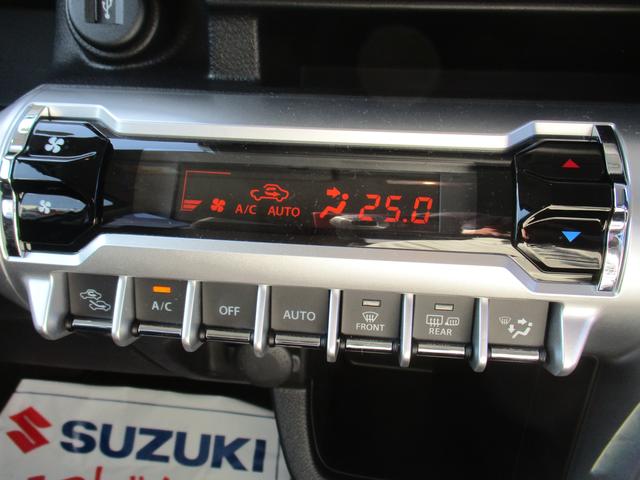 A/C AUTO 25.0
A/C
OFF
AUTO
FRONT
REAR
SUZUKI